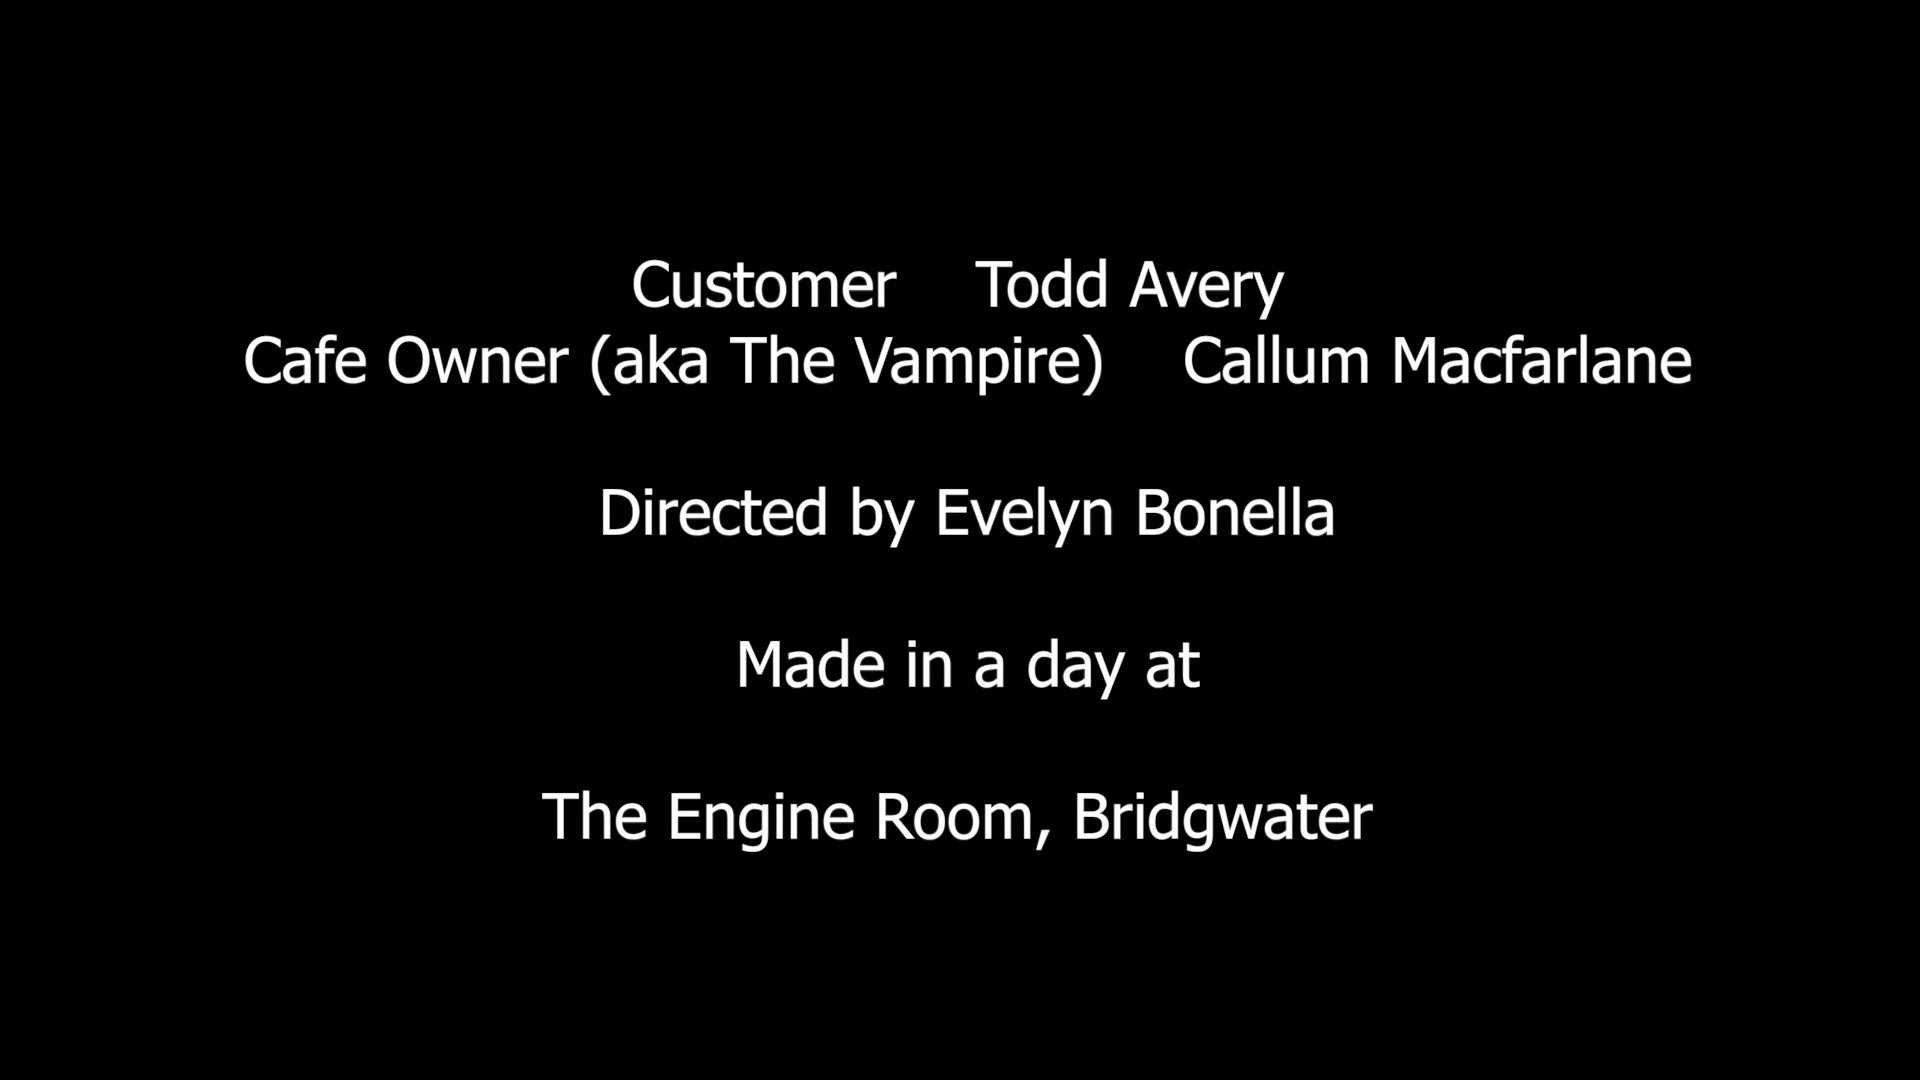 Customer Todd Avery
Cafe Owner (aka The Vampire) Callum Macfarlane
Directed by Evelyn Bonella
Made in a day at
The Engine Room, Bridgwater